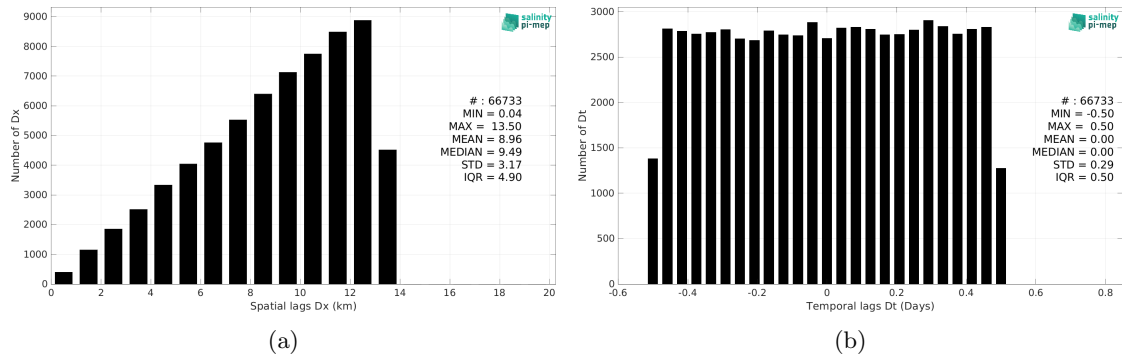 9000
8000
7000
6000
5000
4000
3000
2000
1000
0
Number of Dx
salinity
pi-mep
# : 66733
MIN = 0.04
MAX = 13.50
MEAN = 8.96
MEDIAN = 9.49
STD = 3.17
IQR = 4.90
0 2 4 6 8 10 12 14 16 18 20
Spatial lags Dx (km)
(a)
3000
2500
2000
1500
1000
500
0
Number of Dt
salinity
pi-mep
# : 66733
MIN = -0.50
MAX = 0.50
MEAN = 0.00
MEDIAN = 0.00
STD = 0.29
IQR = 0.50
-0.6 -0.4 -0.2 0 0.2 0.4 0.6 0.8
Temporal lags Dt (Days)
(b)